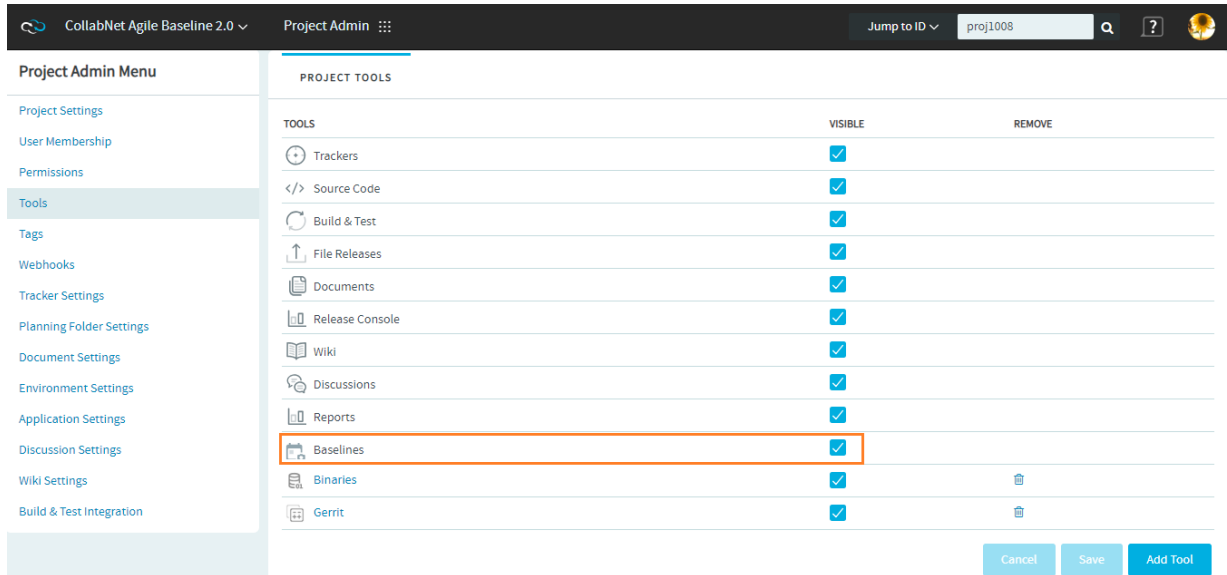 CollabNet Agile Baseline 2.0 Project Admin Jump to ID proj1008 ?
Project Admin Menu
Project Settings
User Membership
Permissions
Tools
Tags
Webhooks
Tracker Settings
Planning Folder Settings
Document Settings
Environment Settings
Application Settings
Discussion Settings
Wiki Settings
Build & Test Integration
PROJECT TOOLS
TOOLS VISIBLE REMOVE
Trackers
Source Code
Build & Test
File Releases
Documents
Release Console
Wiki
Discussions
Reports
Baselines
Binaries
Gerrit
Cancel Save Add Tool